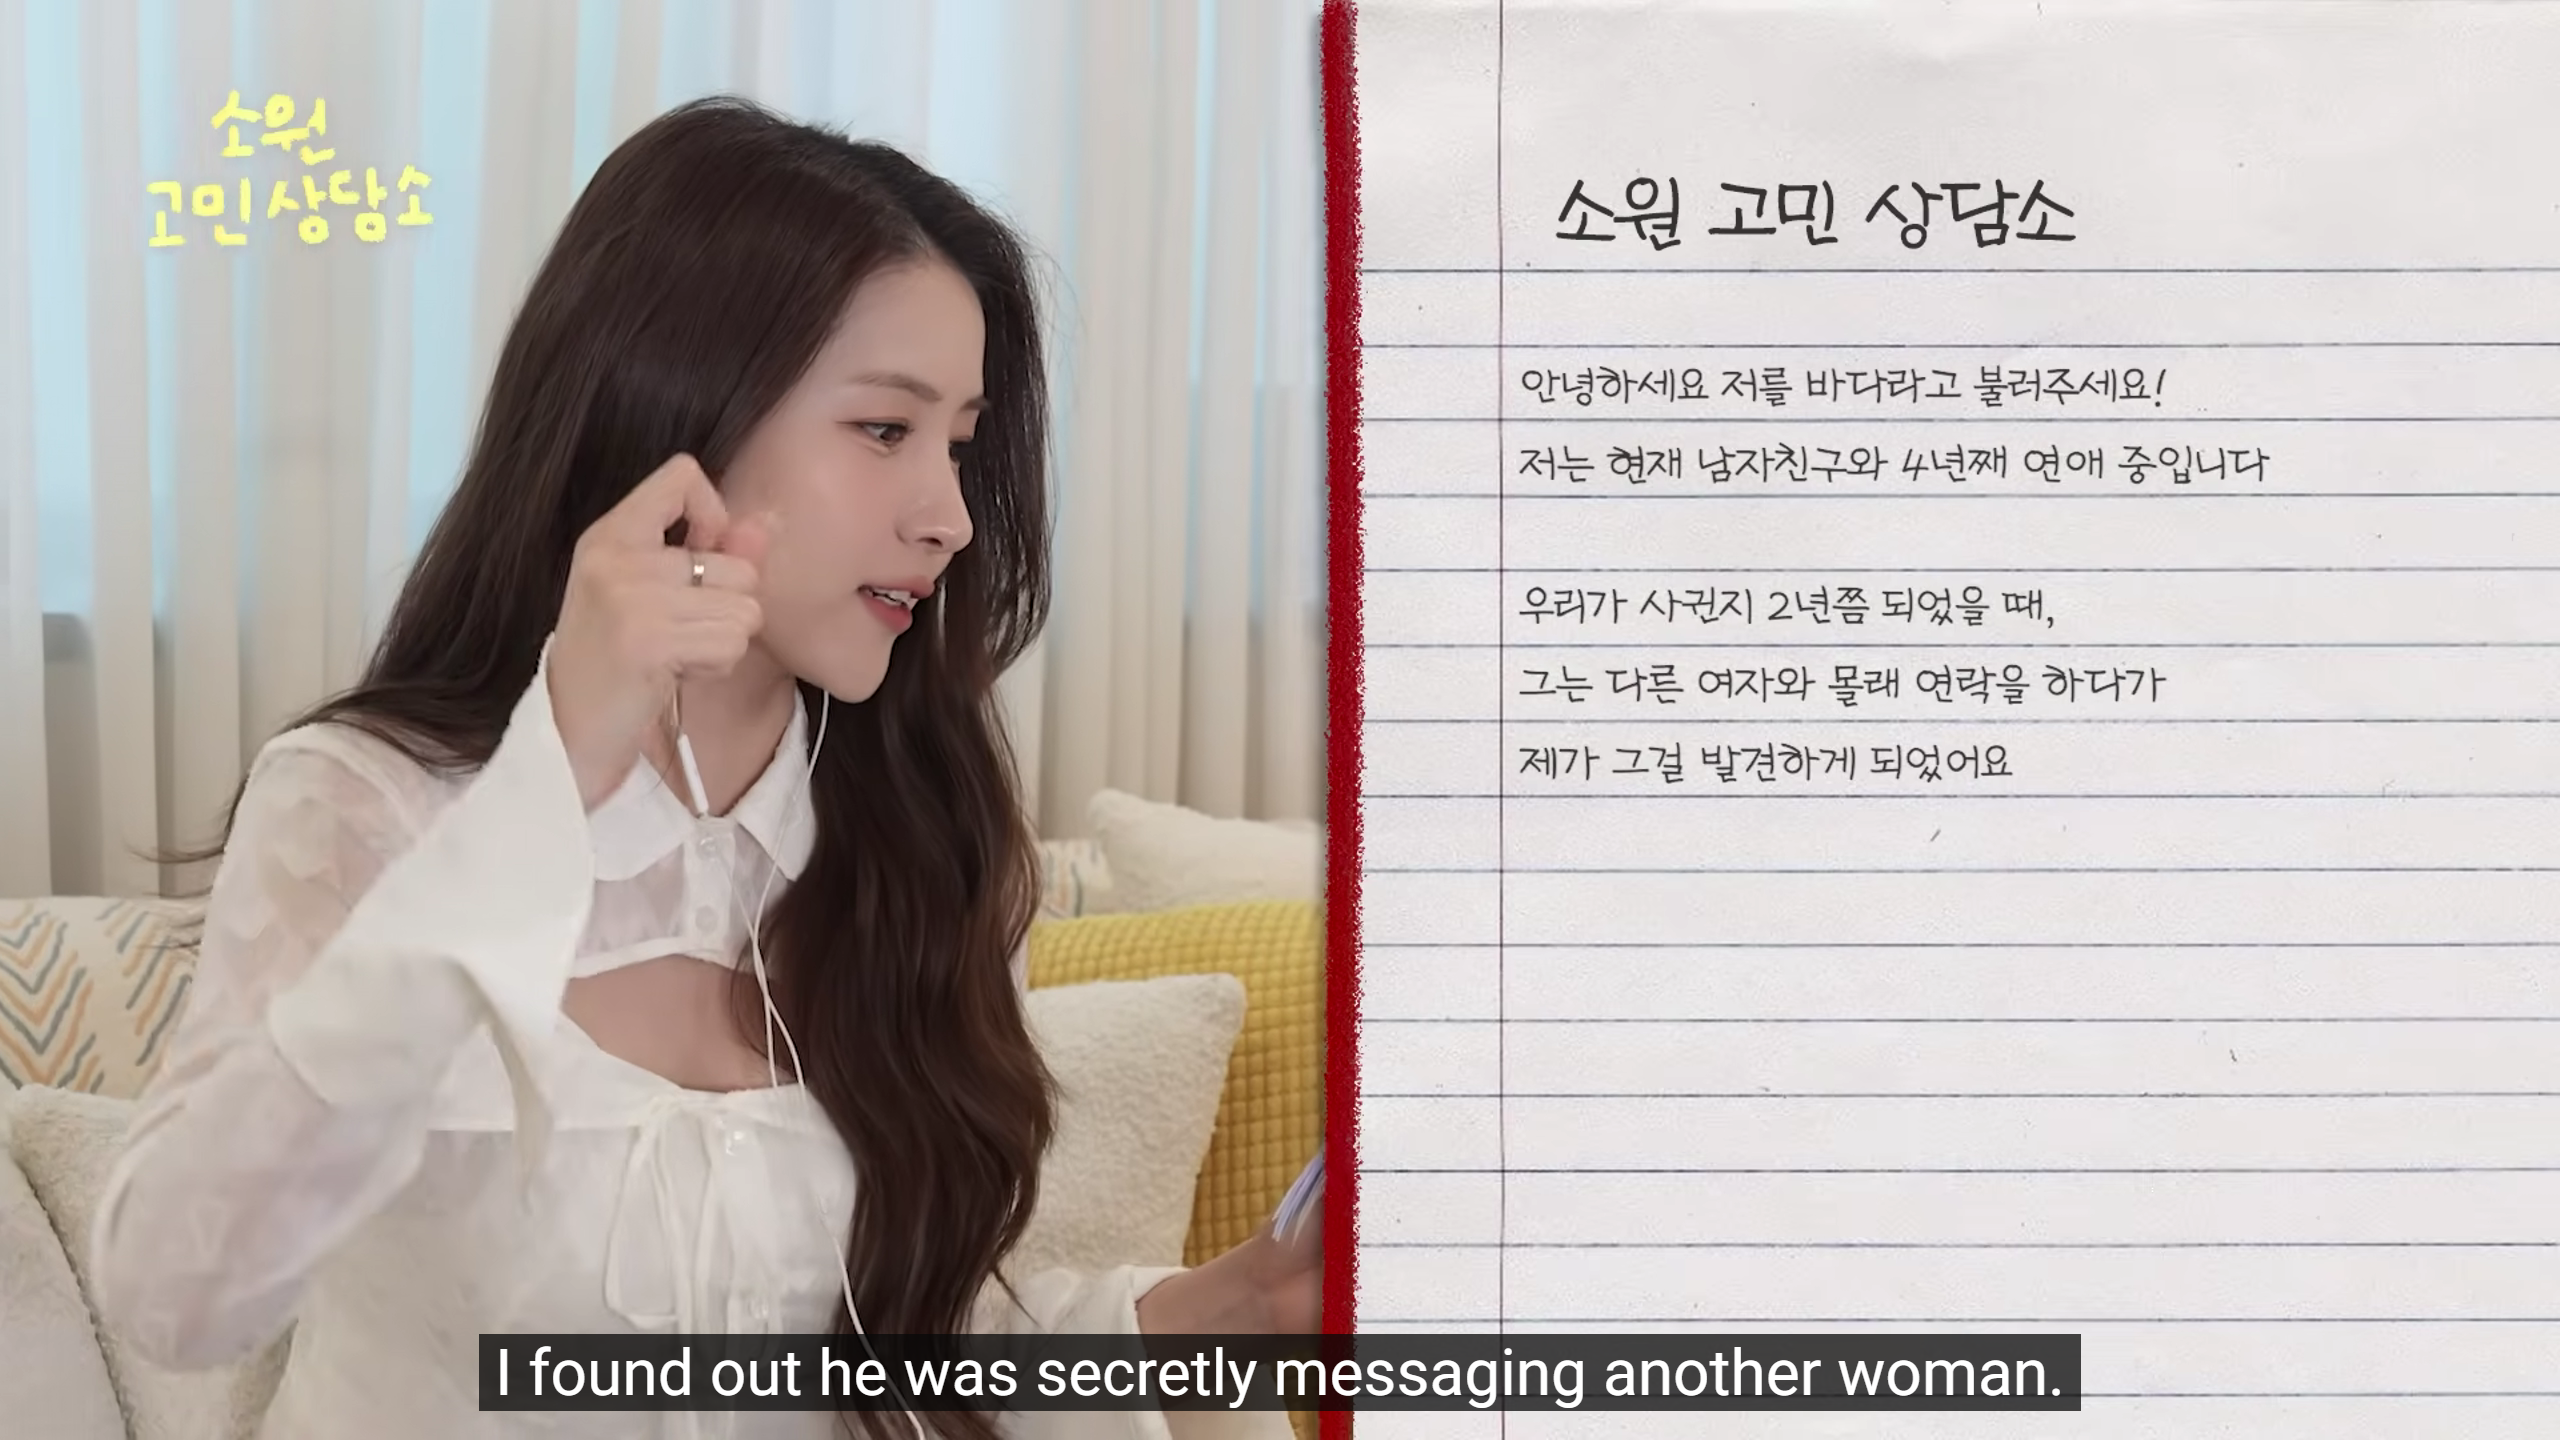 소원
고민 상담소
소원 고민 상담소
안녕하세요 저를 바다라고 불러주세요!
저는 현재 남자친구와 4년째 연애 중입니다
우리가 사귄지 2년쯤 되었을 때,
그는 다른 여자와 몰래 연락을 하다가
제가 그걸 발견하게 되었어요
I found out he was secretly messaging another woman.